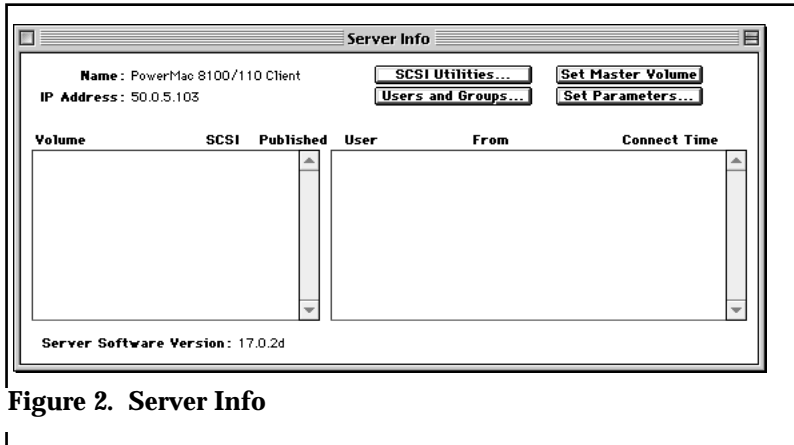 Server Info
Name: PowerMac 8100/110 Client
IP Address: 50.0.5.103
SCSI Utilities...
Set Master Volume
Users and Groups...
Set Parameters...
Volume SCSI Published User From Connect Time
Server Software Version: 17.0.2d
Figure 2. Server Info